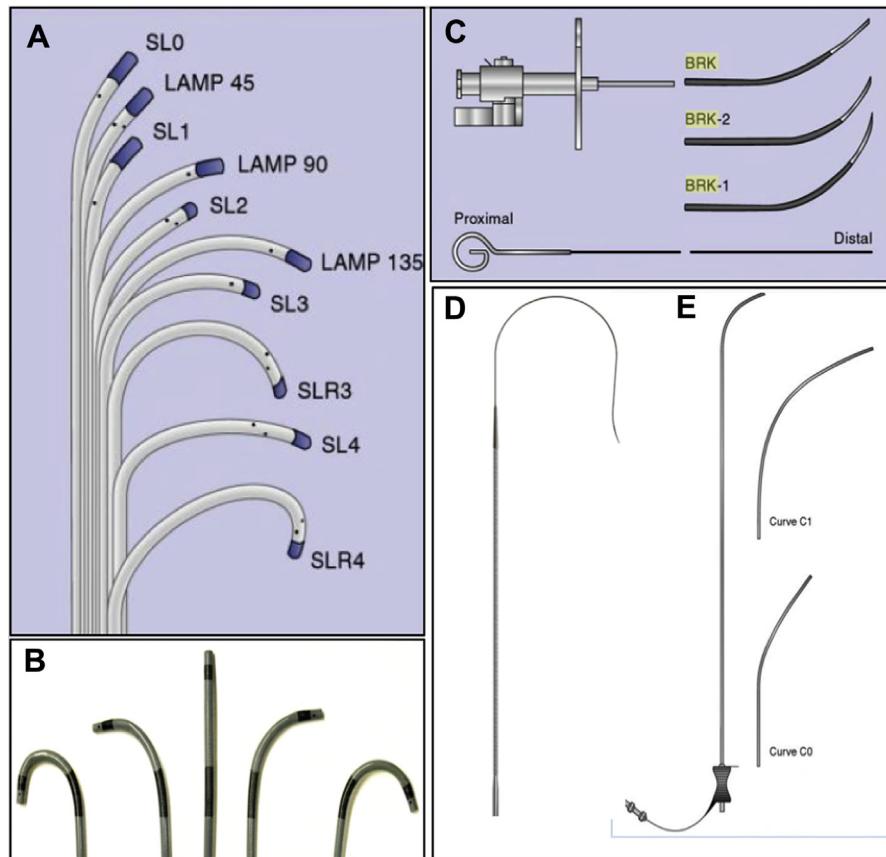 A
SL0
LAMP 45
SL1
LAMP 90
SL2
LAMP 135
SL3
SLR3
SL4
SLR4
B
C
BRK
BRK-2
BRK-1
Proximal
Distal
D
E
Curve C1
Curve C0